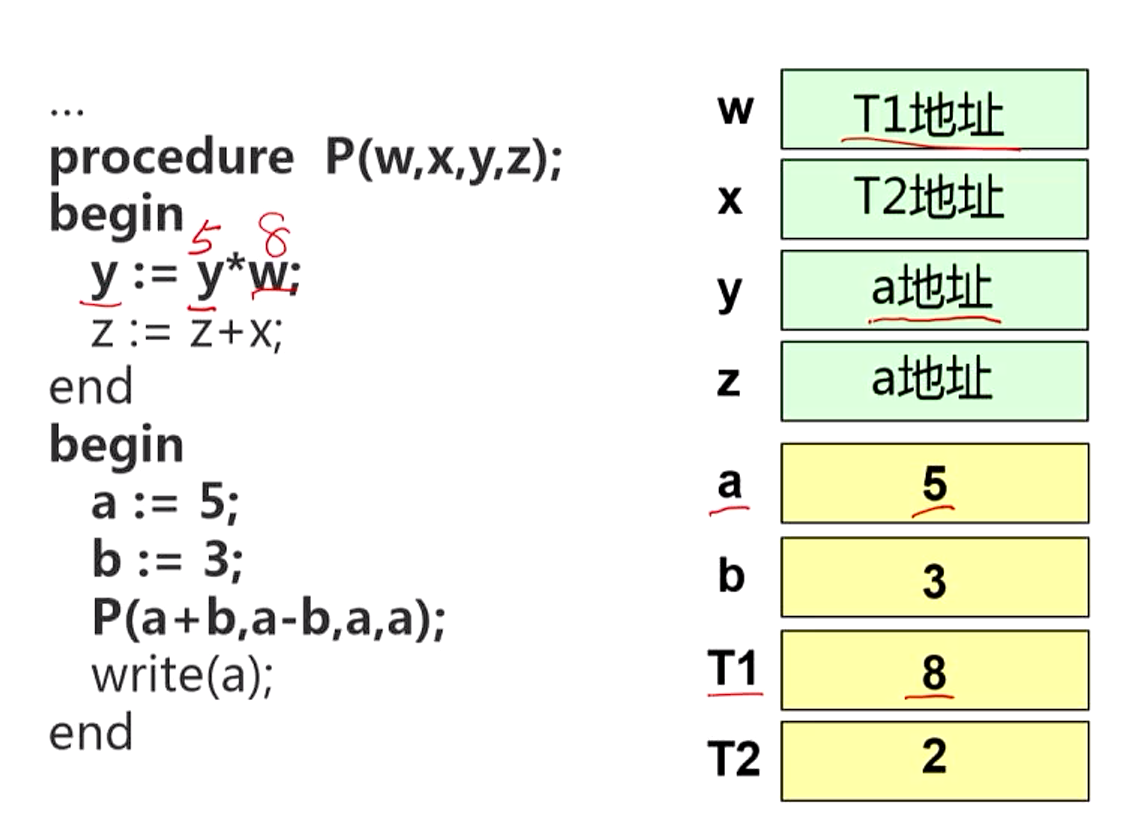 ...
procedure P(w,x,y,z);
begin
5 8
y := y*w;
z := z+x;
end
begin
a := 5;
b := 3;
P(a+b,a-b,a,a);
write(a);
end
w T1地址
x T2地址
y a地址
z a地址
a 5
b 3
T1 8
T2 2